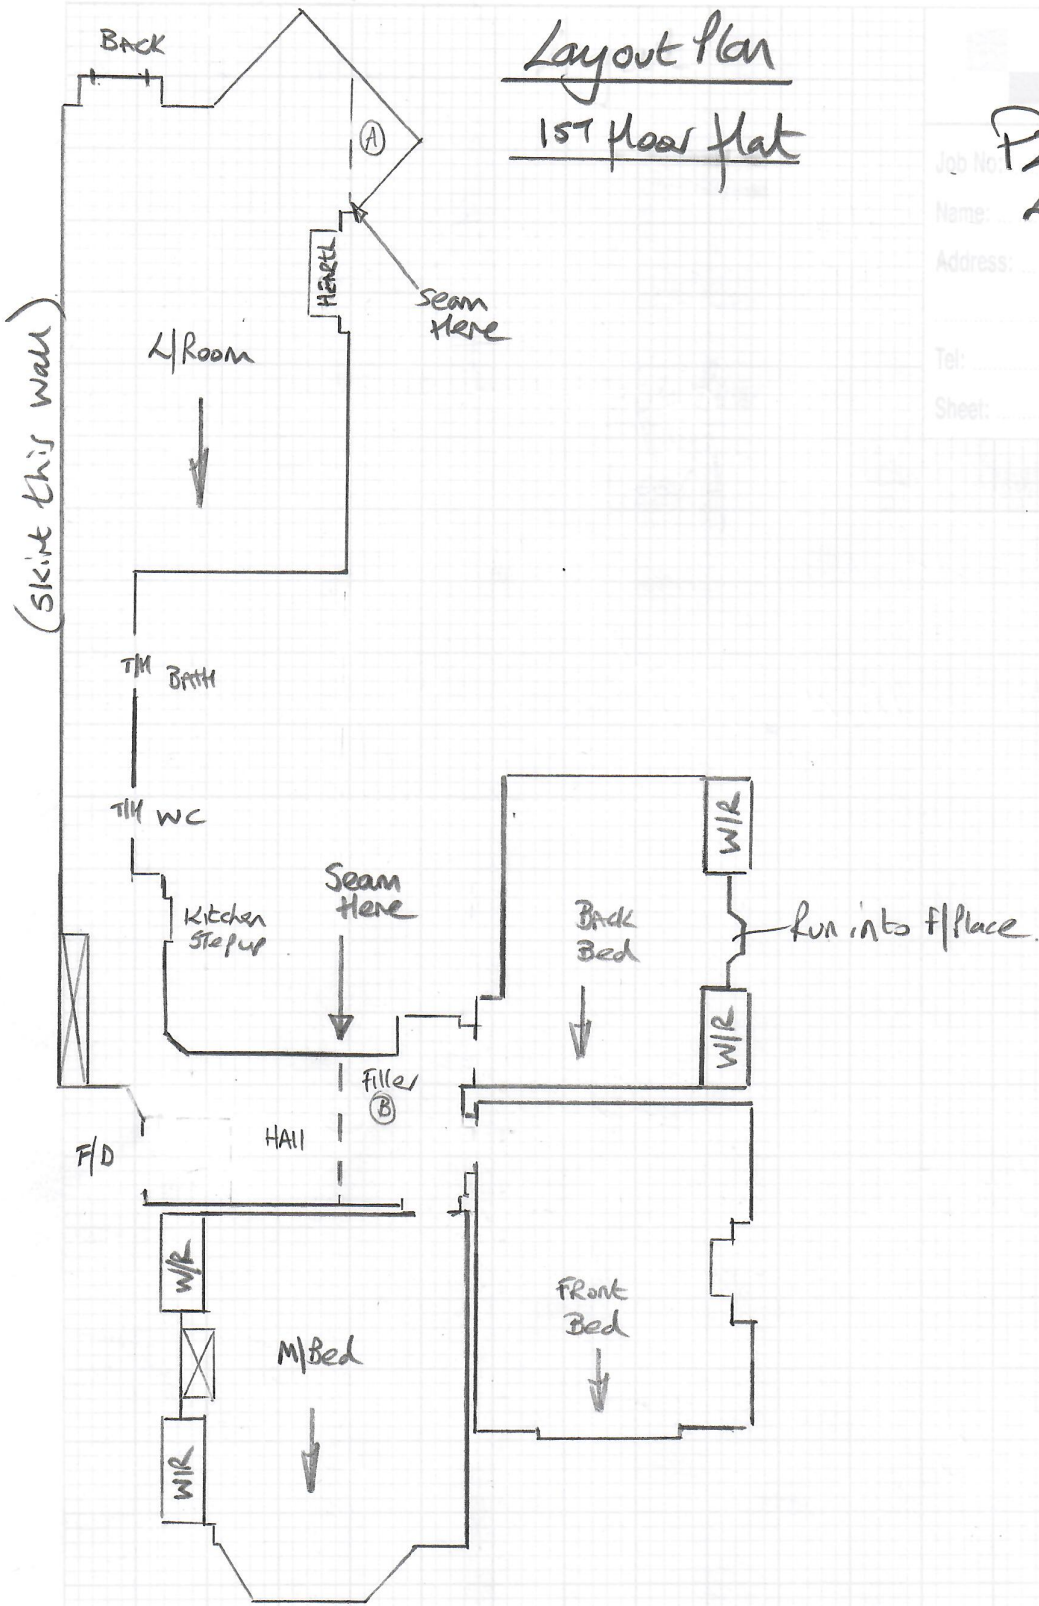 BACK
Layout Plan
1ST floor flat
Job No:
Name:
Address:
Tel:
Sheet:
A
HEARTH
Seam
Here
L/Room
(Skirt this wall)
T/M BATH
T/M WC
Kitchen
Step up
Seam
Here
W/R
Back
Bed
Run into f/Place
W/R
Filler
B
HAll
F/D
W/R
M/Bed
W/R
FRont
Bed